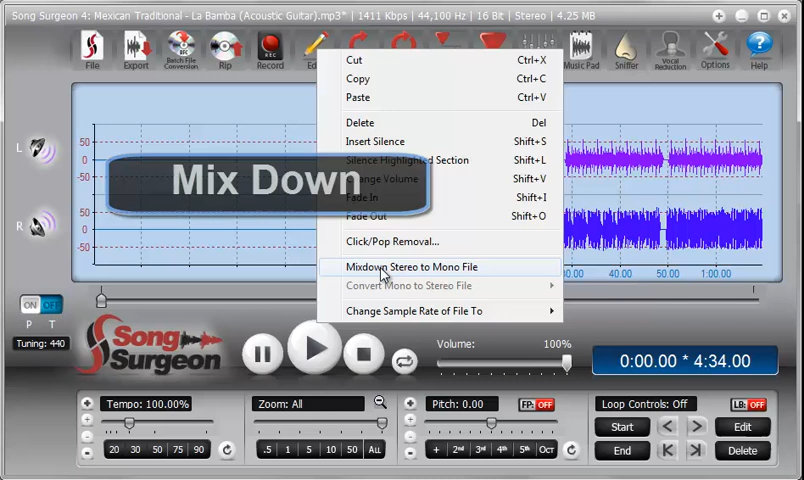 Song Surgeon 4: Mexican Traditional - La Bamba (Acoustic Guitar).mp3* | 1411 Kbps | 44,100 Hz | 16 Bit | Stereo | 4.25 MB
File
Export
Batch File
Conversion
Rip
Record
Edit
Music Pad
Sniffer
Vocal
Reduction
Options
Help
Cut Ctrl+X
Copy Ctrl+C
Paste Ctrl+V
Delete Del
Insert Silence Shift+S
Silence Highlighted Section Shift+L
Change Volume Shift+V
Fade In Shift+I
Fade Out Shift+O
Click/Pop Removal...
Mixdown Stereo to Mono File
Convert Mono to Stereo File
Change Sample Rate of File To
Mix Down
L
50
0
-50
R
50
0
-50
30.00 50.00 1:00.00
ON OFF
P T
Tuning: 440
Song
Surgeon
Volume: 100%
0:00.00 * 4:34.00
Tempo: 100.00%
20 30 50 75 90
Zoom: All
.5 1 5 10 50 ALL
Pitch: 0.00 FP: OFF
+ 2nd 3rd 4th 5th Oct
Loop Controls: Off LB: OFF
Start Edit
End Delete